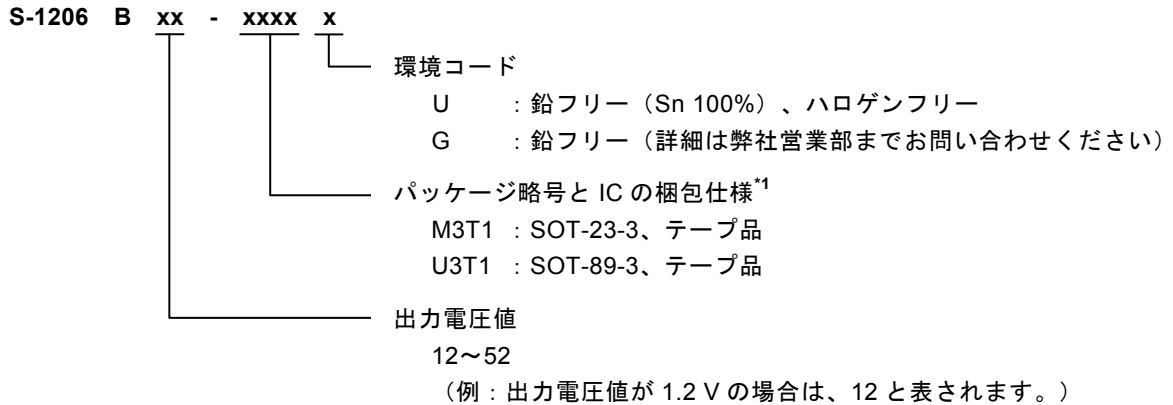 S-1206 B xx - xxxx x
環境コード
U : 鉛フリー（Sn 100%）、ハロゲンフリー
G : 鉛フリー（詳細は弊社営業部までお問い合わせください）
パッケージ略号と IC の梱包仕様*1
M3T1 : SOT-23-3、テープ品
U3T1 : SOT-89-3、テープ品
出力電圧値
12～52
（例：出力電圧値が 1.2 V の場合は、12 と表されます。）